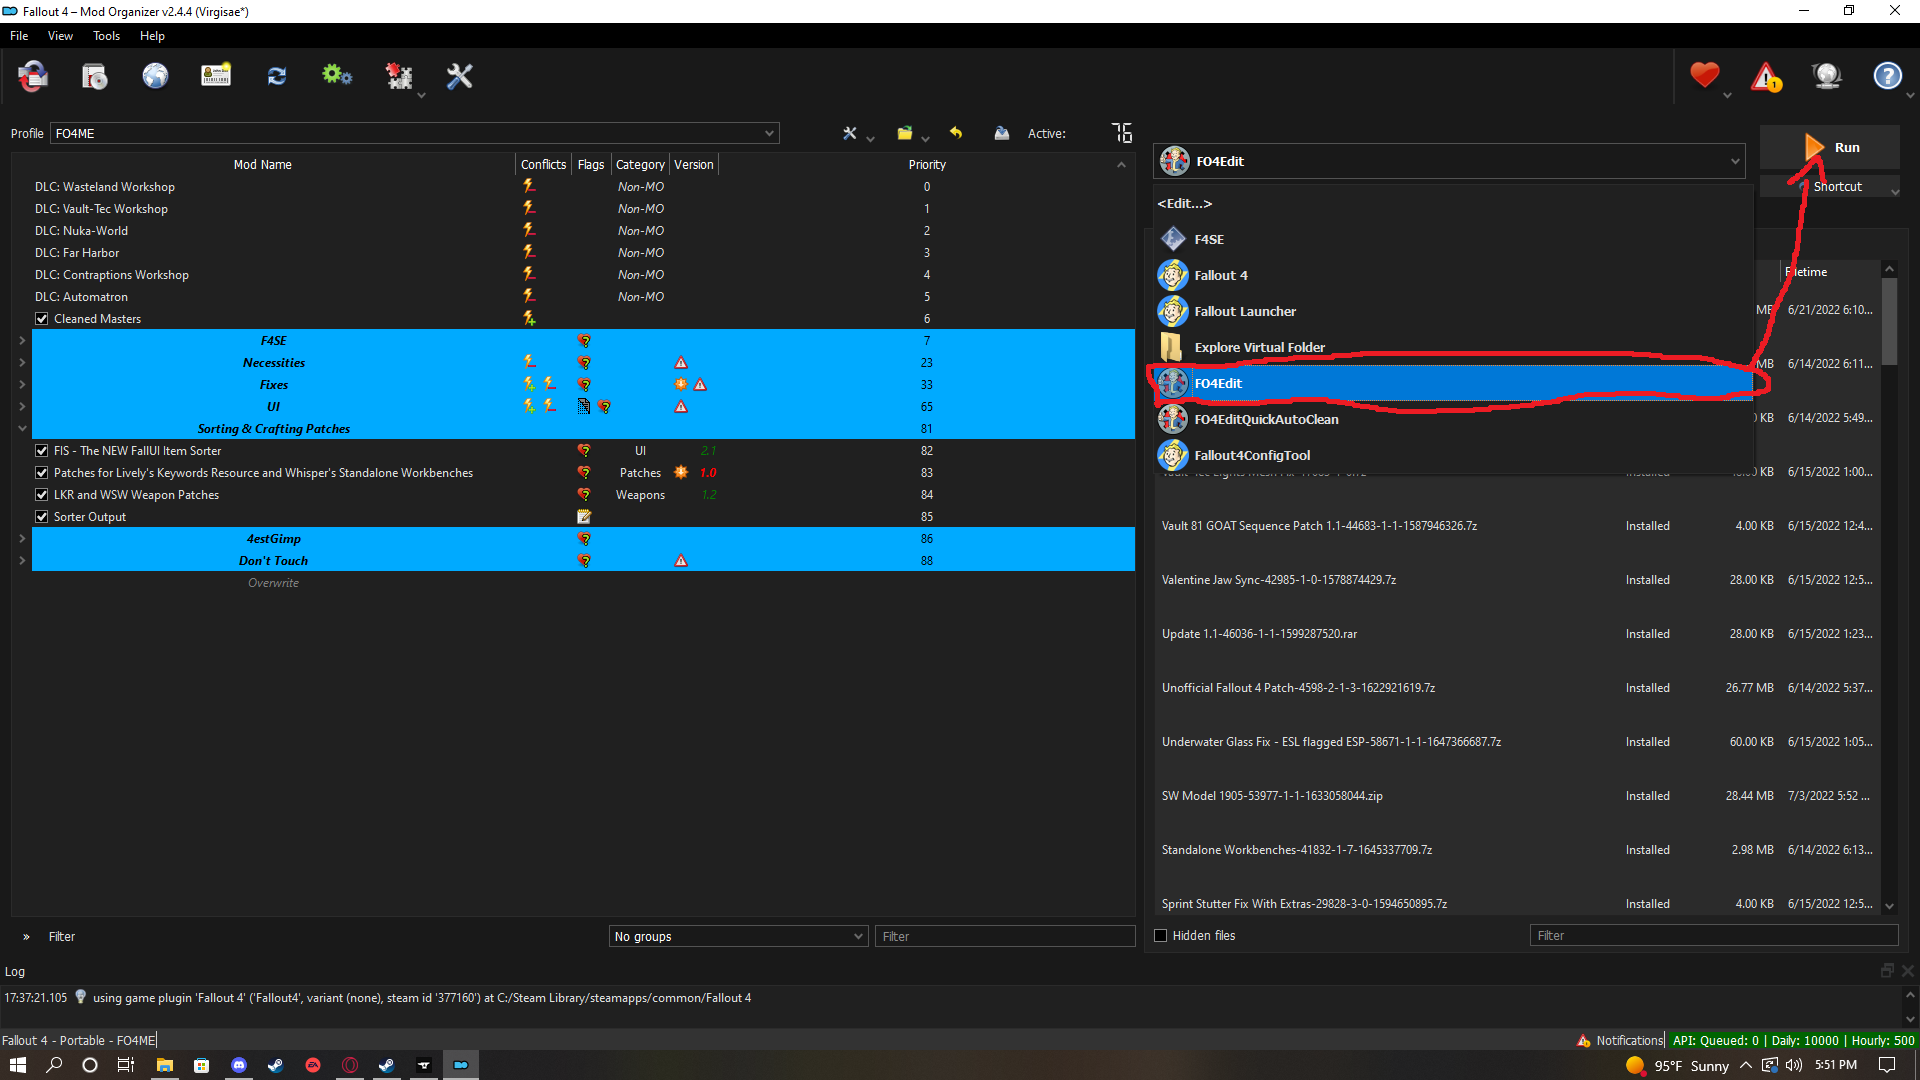 Fallout 4 – Mod Organizer v2.4.4 (Virgisae*)
File View Tools Help
Profile FO4ME Active: 76
Mod Name Conflicts Flags Category Version Priority
DLC: Wasteland Workshop Non-MO 0
DLC: Vault-Tec Workshop Non-MO 1
DLC: Nuka-World Non-MO 2
DLC: Far Harbor Non-MO 3
DLC: Contraptions Workshop Non-MO 4
DLC: Automatron Non-MO 5
Cleaned Masters 6
F4SE 7
Necessities 23
Fixes 33
UI 65
Sorting & Crafting Patches 81
FIS - The NEW FallUI Item Sorter UI 2.1 82
Patches for Lively's Keywords Resource and Whisper's Standalone Workbenches Patches 1.0 83
LKR and WSW Weapon Patches Weapons 1.2 84
Sorter Output 85
4estGimp 86
Don't Touch 88
Overwrite
» Filter No groups Filter
FO4Edit
Run
Shortcut
<Edit...>
F4SE
Fallout 4
Fallout Launcher
Explore Virtual Folder
FO4Edit
FO4EditQuickAutoClean
Fallout4ConfigTool
Filetime
MB 6/21/2022 6:10...
MB 6/14/2022 6:11...
KB 6/14/2022 5:49...
6/15/2022 1:00...
Vault 81 GOAT Sequence Patch 1.1-44683-1-1-1587946326.7z Installed 4.00 KB 6/15/2022 12:4...
Valentine Jaw Sync-42985-1-0-1578874429.7z Installed 28.00 KB 6/15/2022 12:5...
Update 1.1-46036-1-1-1599287520.rar Installed 28.00 KB 6/15/2022 1:23...
Unofficial Fallout 4 Patch-4598-2-1-3-1622921619.7z Installed 26.77 MB 6/14/2022 5:37...
Underwater Glass Fix - ESL flagged ESP-58671-1-1-1647366687.7z Installed 60.00 KB 6/15/2022 1:05...
SW Model 1905-53977-1-1-1633058044.zip Installed 28.44 MB 7/3/2022 5:52 ...
Standalone Workbenches-41832-1-7-1645337709.7z Installed 2.98 MB 6/14/2022 6:13...
Sprint Stutter Fix With Extras-29828-3-0-1594650895.7z Installed 4.00 KB 6/15/2022 12:5...
Hidden files Filter
Log
17:37:21.105 using game plugin 'Fallout 4' ('Fallout4', variant (none), steam id '377160') at C:/Steam Library/steamapps/common/Fallout 4
Fallout 4 - Portable - FO4ME Notifications API: Queued: 0 | Daily: 10000 | Hourly: 500
95°F Sunny 5:51 PM